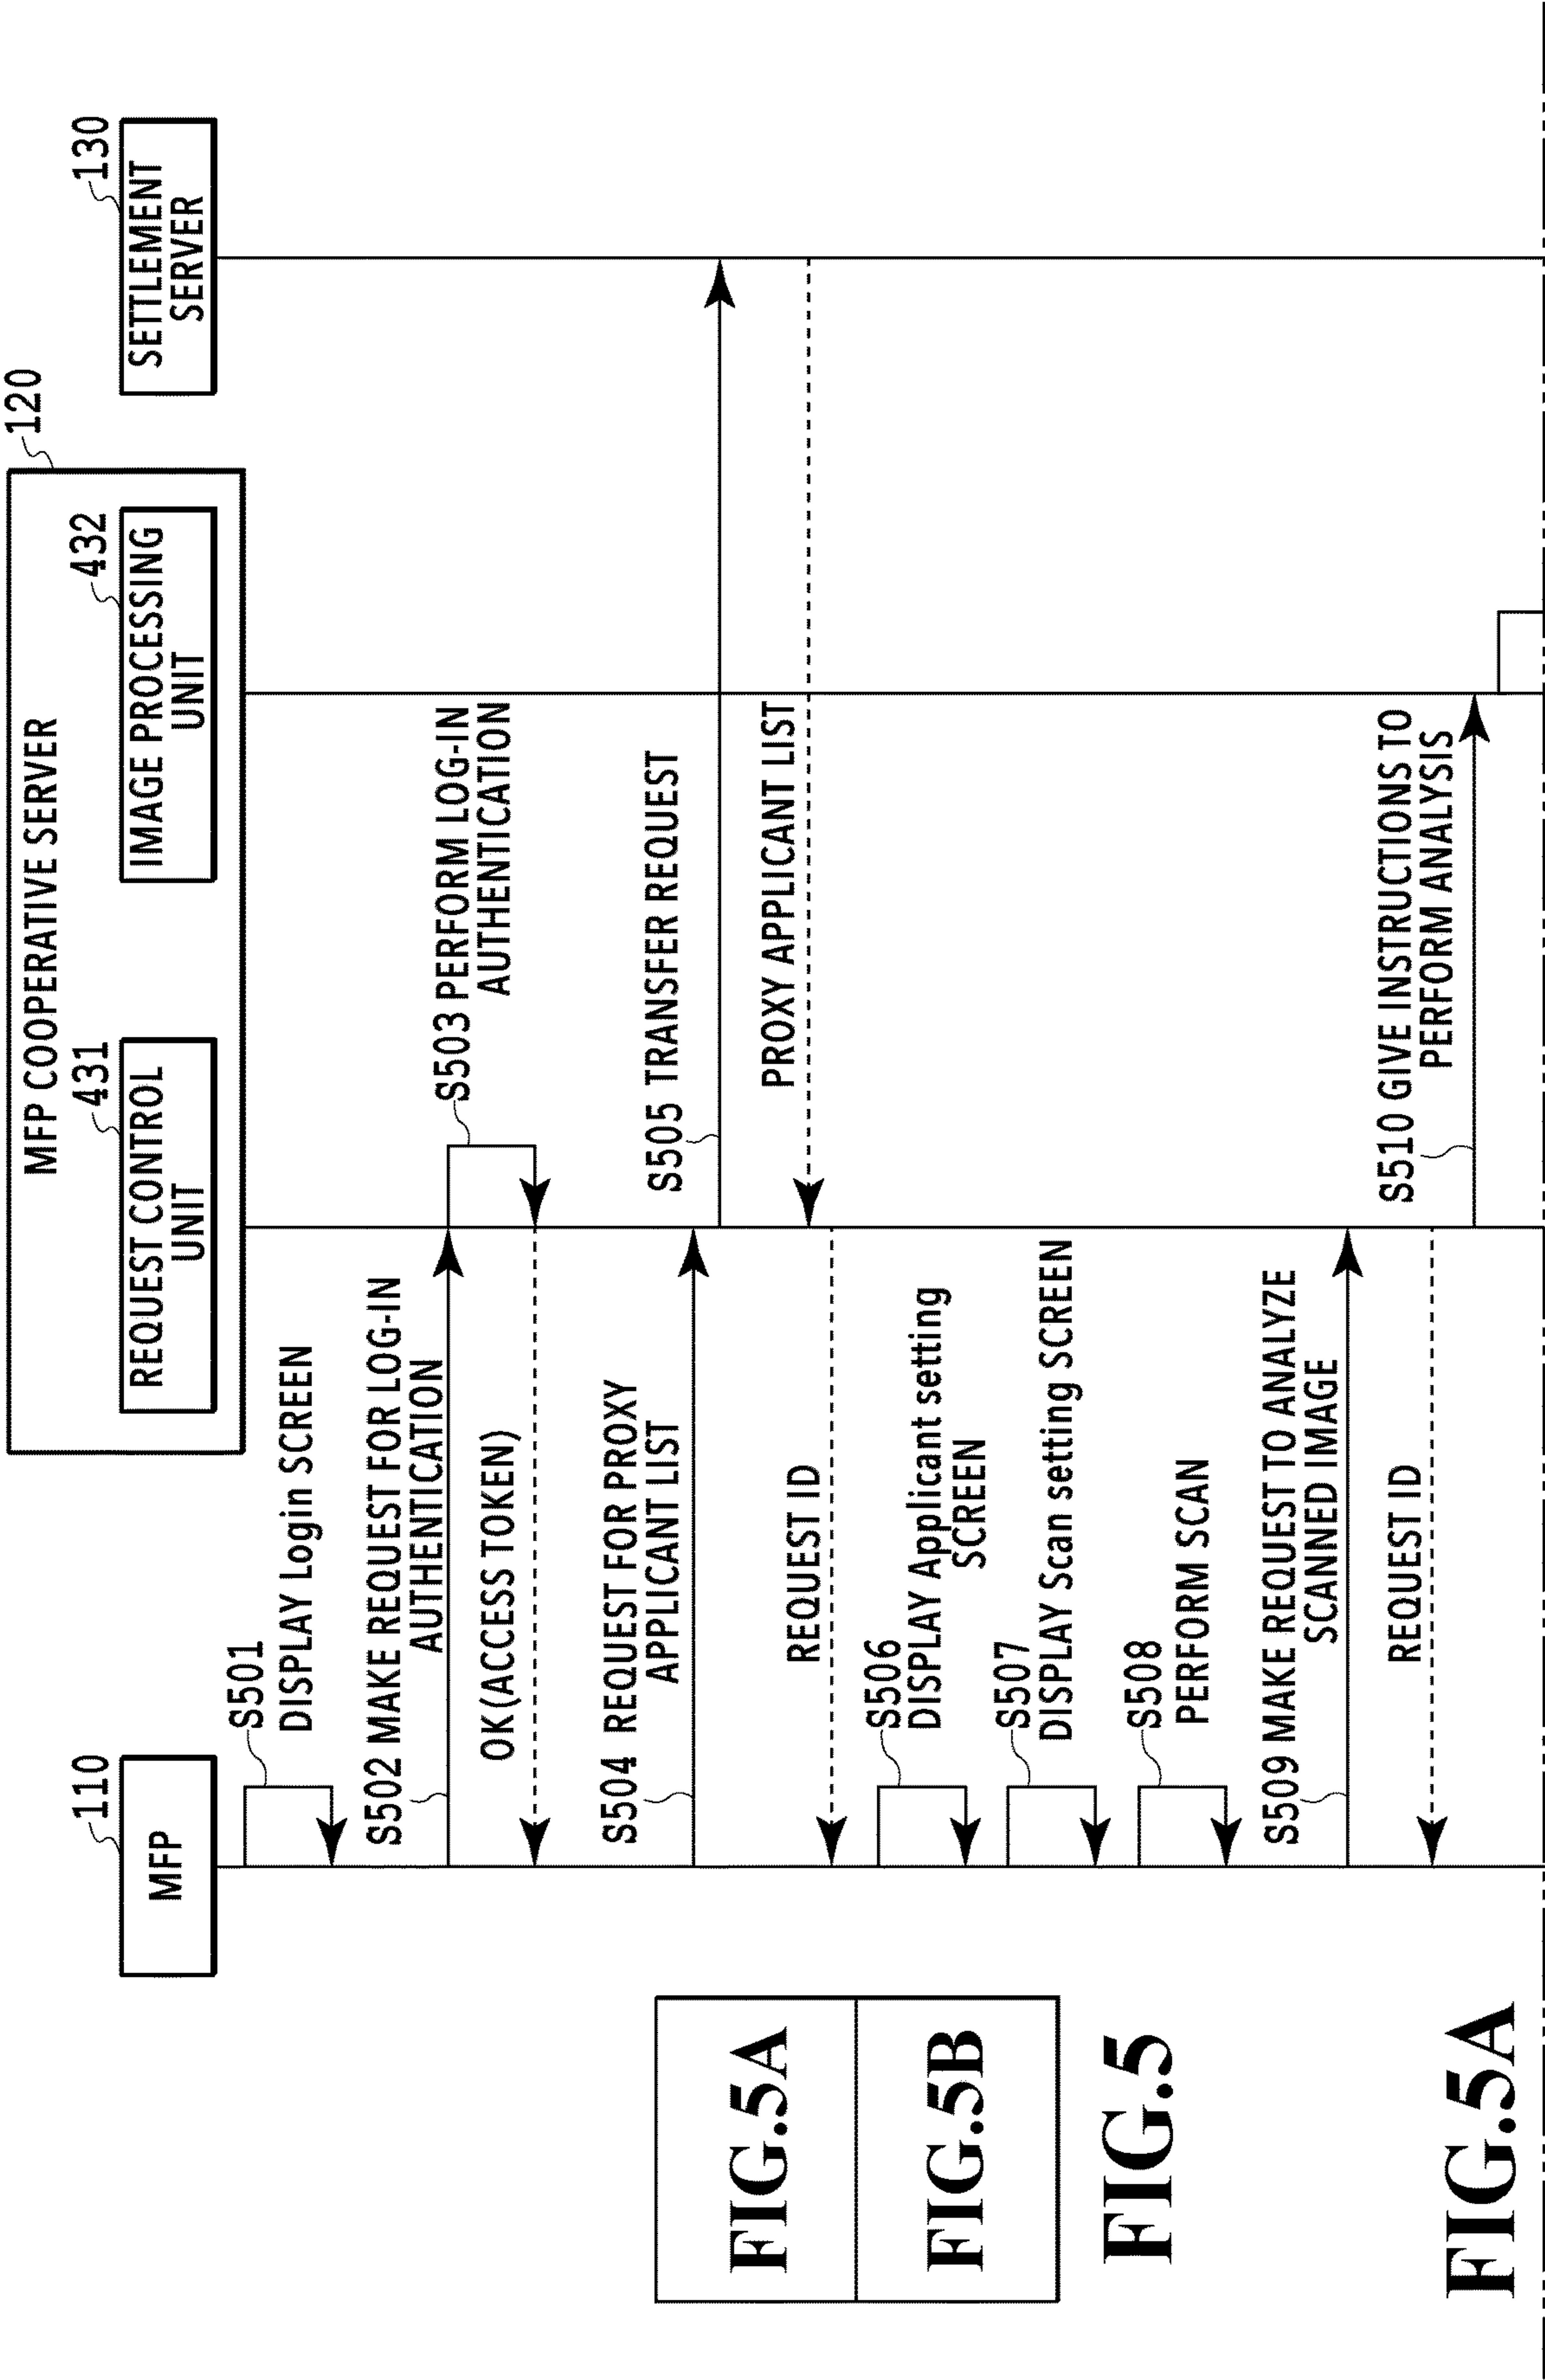 MFP COOPERATIVE SERVER
120
110
MFP
431
REQUEST CONTROL
UNIT
432
IMAGE PROCESSING
UNIT
130
SETTLEMENT
SERVER
S501
DISPLAY Login SCREEN
S502 MAKE REQUEST FOR LOG-IN
AUTHENTICATION
S503 PERFORM LOG-IN
AUTHENTICATION
OK(ACCESS TOKEN)
S504 REQUEST FOR PROXY
APPLICANT LIST
S505 TRANSFER REQUEST
PROXY APPLICANT LIST
REQUEST ID
S506
DISPLAY Applicant setting
SCREEN
S507
DISPLAY Scan setting SCREEN
S508
PERFORM SCAN
S509 MAKE REQUEST TO ANALYZE
SCANNED IMAGE
REQUEST ID
S510 GIVE INSTRUCTIONS TO
PERFORM ANALYSIS
FIG.5A
FIG.5B
FIG.5
FIG.5A